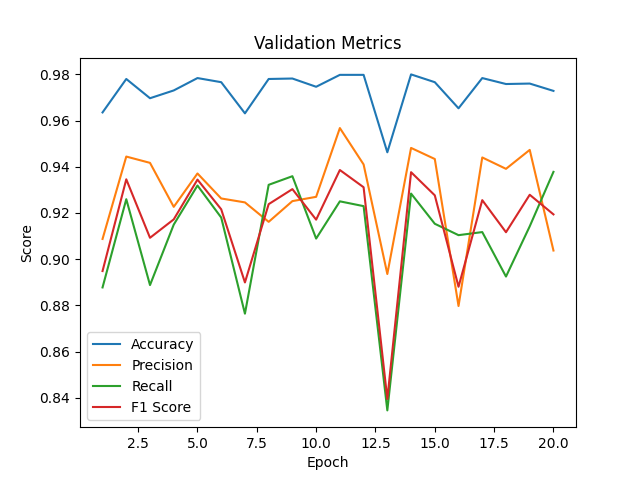 Validation Metrics
0.98
0.96
0.94
0.92
0.90
0.88
0.86
0.84
Score
Accuracy
Precision
Recall
F1 Score
2.5 5.0 7.5 10.0 12.5 15.0 17.5 20.0
Epoch